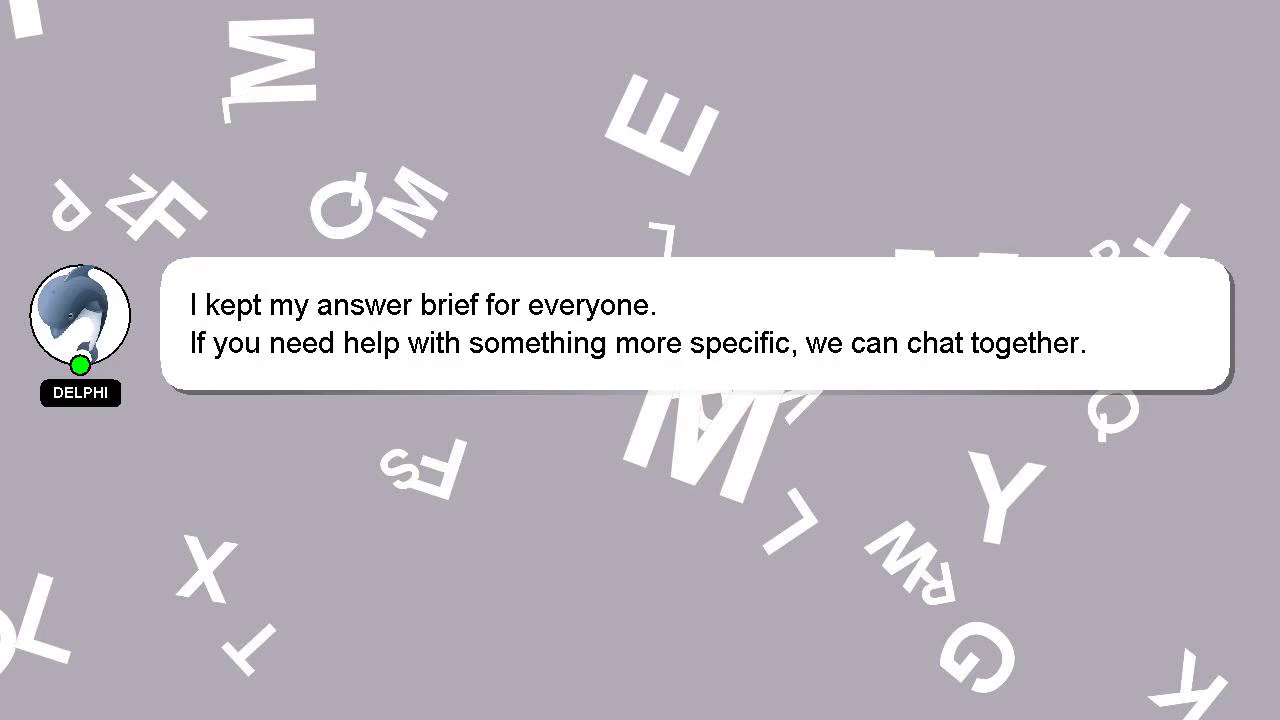 I kept my answer brief for everyone.
If you need help with something more specific, we can chat together.
DELPHI
M
L
E
P
Z
F
Q
M
L
R
T
M
Q
S
F
L
Y
X
W
R
T
G
K